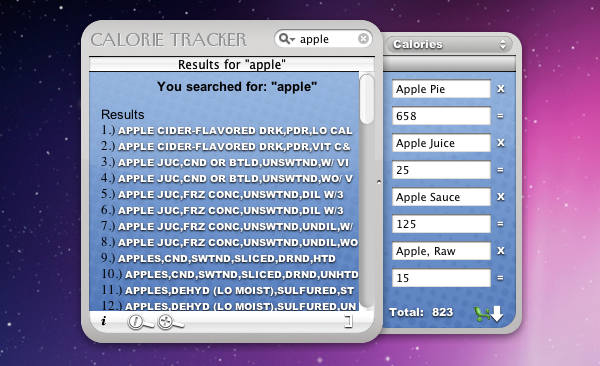 CALORIE TRACKER
apple
Results for "apple"
You searched for: "apple"
Results
1.) APPLE CIDER-FLAVORED DRK,PDR,LO CAL
2.) APPLE CIDER-FLAVORED DRK,PDR,VIT C&
3.) APPLE JUC,CND OR BTLD,UNSWTND,W/ VI
4.) APPLE JUC,CND OR BTLD,UNSWTND,WO/ V
5.) APPLE JUC,FRZ CONC,UNSWTND,DIL W/3
6.) APPLE JUC,FRZ CONC,UNSWTND,DIL W/3
7.) APPLE JUC,FRZ CONC,UNSWTND,UNDIL,W/
8.) APPLE JUC,FRZ CONC,UNSWTND,UNDIL,WO
9.) APPLES,CND,SWTND,SLICED,DRND,HTD
10.) APPLES,CND,SWTND,SLICED,DRND,UNHTD
11.) APPLES,DEHYD (LO MOIST),SULFURED,ST
12.) APPLES,DEHYD (LO MOIST),SULFURED,UN
i
Calories
Apple Pie X
658 =
Apple Juice X
25 =
Apple Sauce X
125 =
Apple, Raw X
15 =
Total: 823